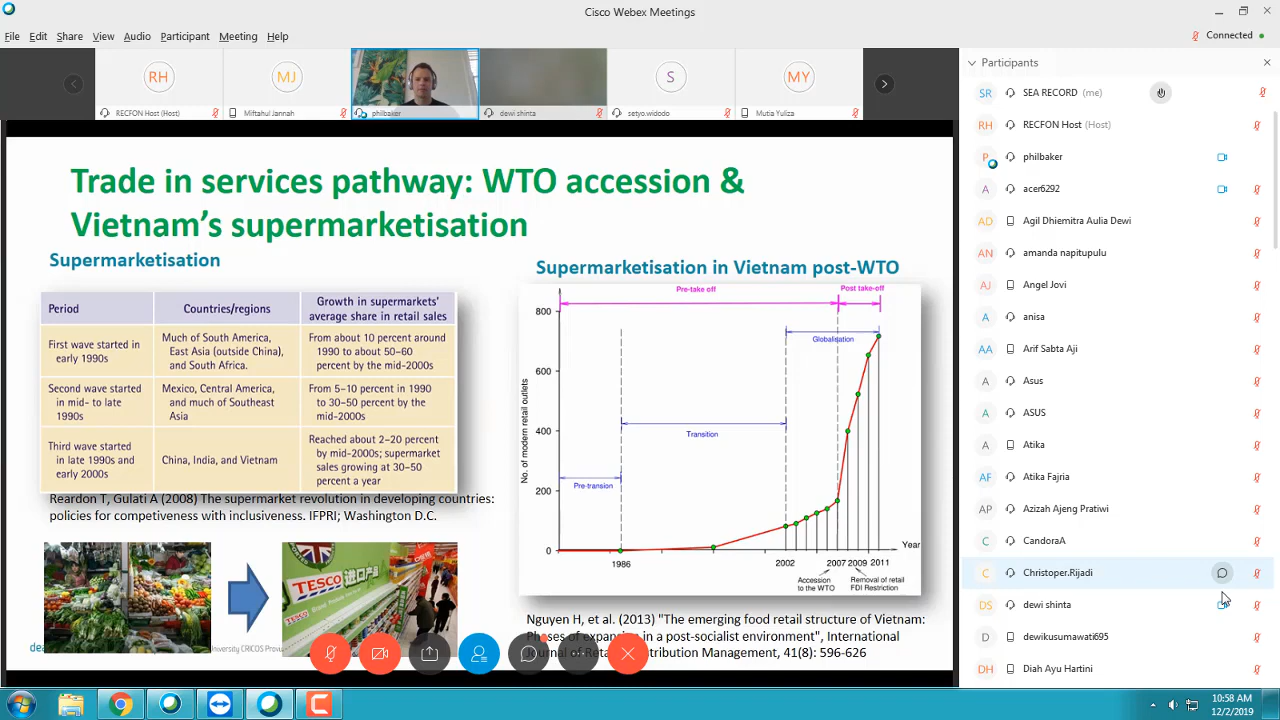 Cisco Webex Meetings
File Edit Share View Audio Participant Meeting Help
Connected
RH
MJ
S
MY
RECFON Host (Host)
Miftahul Jannah
philbaker
dewi shinta
setyo.widodo
Mutia Yuliza
Participants
SR SEA RECORD (me)
RH RECFON Host (Host)
P philbaker
A acer6292
AD Agil Dhiemitra Aulia Dewi
AN amanda napitupulu
AJ Angel Jovi
A anisa
AA Arif Sabta Aji
A Asus
A ASUS
A Atika
AF Atika Fajria
AP Azizah Ajeng Pratiwi
C CandoraA
C Christoper.Rijadi
DS dewi shinta
D dewikusumawati695
DH Diah Ayu Hartini
Trade in services pathway: WTO accession &
Vietnam's supermarketisation
Supermarketisation
Period
Countries/regions
Growth in supermarkets'
average share in retail sales
First wave started in
early 1990s
Much of South America,
East Asia (outside China),
and South Africa.
From about 10 percent around
1990 to about 50–60
percent by the mid-2000s
Second wave started
in mid- to late
1990s
Mexico, Central America,
and much of Southeast
Asia
From 5–10 percent in 1990
to 30–50 percent by the
mid-2000s
Third wave started
in late 1990s and
early 2000s
China, India, and Vietnam
Reached about 2–20 percent
by mid-2000s; supermarket
sales growing at 30–50
percent a year
Reardon T, Gulati A (2008) The supermarket revolution in developing countries:
policies for competiveness with inclusiveness. IFPRI; Washington D.C.
TESCO
Supermarketisation in Vietnam post-WTO
Pre-take off
Post take-off
Globalisation
Transition
Pre-transion
No. of modern retail outlets
800
600
400
200
0
Year
1986
2002
2007
2009
2011
Accession
to the WTO
Removal of retail
FDI Restriction
Nguyen H, et al. (2013) "The emerging food retail structure of Vietnam:
Phases of in a post-socialist environment", International
Journal of Distribution Management, 41(8): 596-626
University CRICOS
10:58 AM
12/2/2019